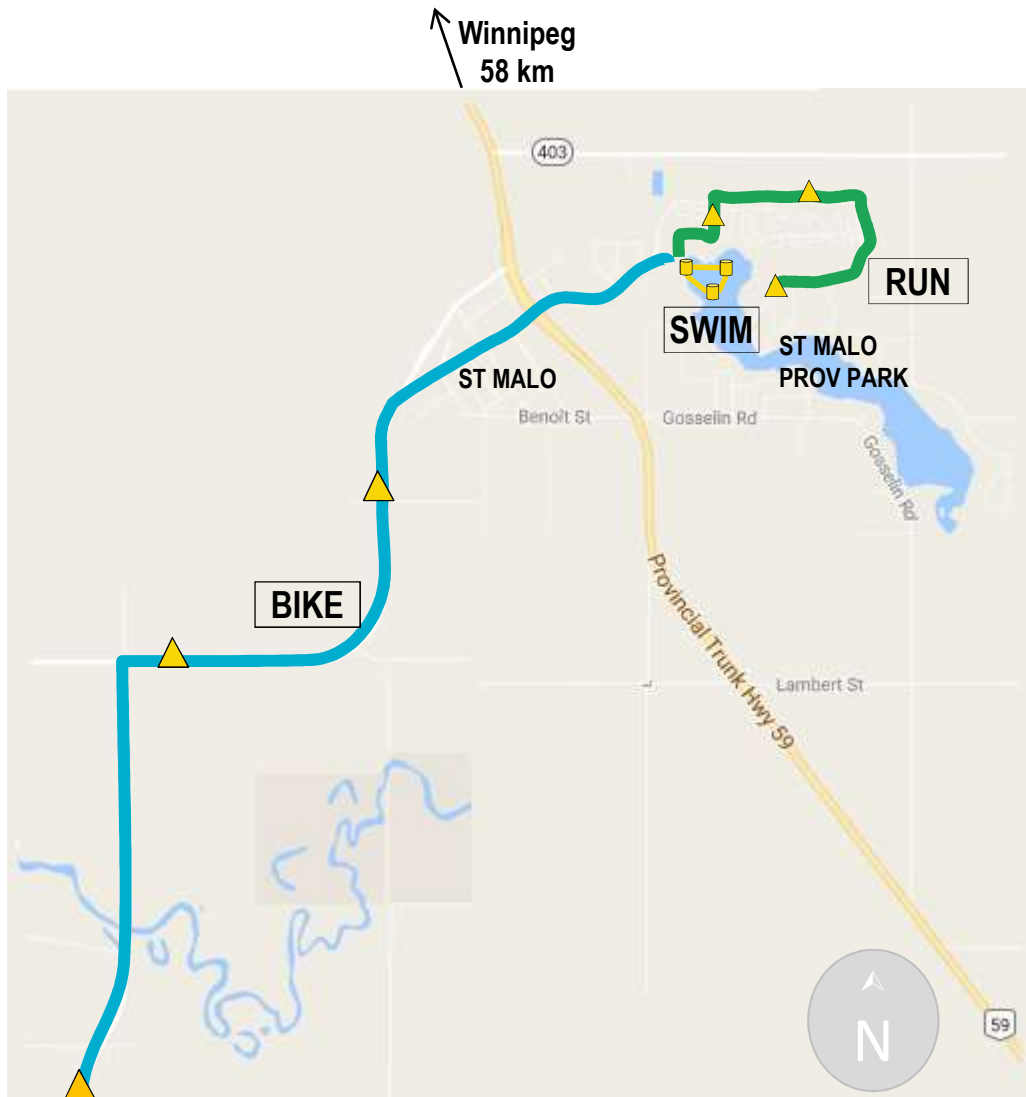 Winnipeg
58 km
403
RUN
SWIM
ST MALO
PROV PARK
ST MALO
Benoit St
Gosselin Rd
Gosselin Rd
BIKE
Provincial Trunk Hwy 59
Lambert St
59
N